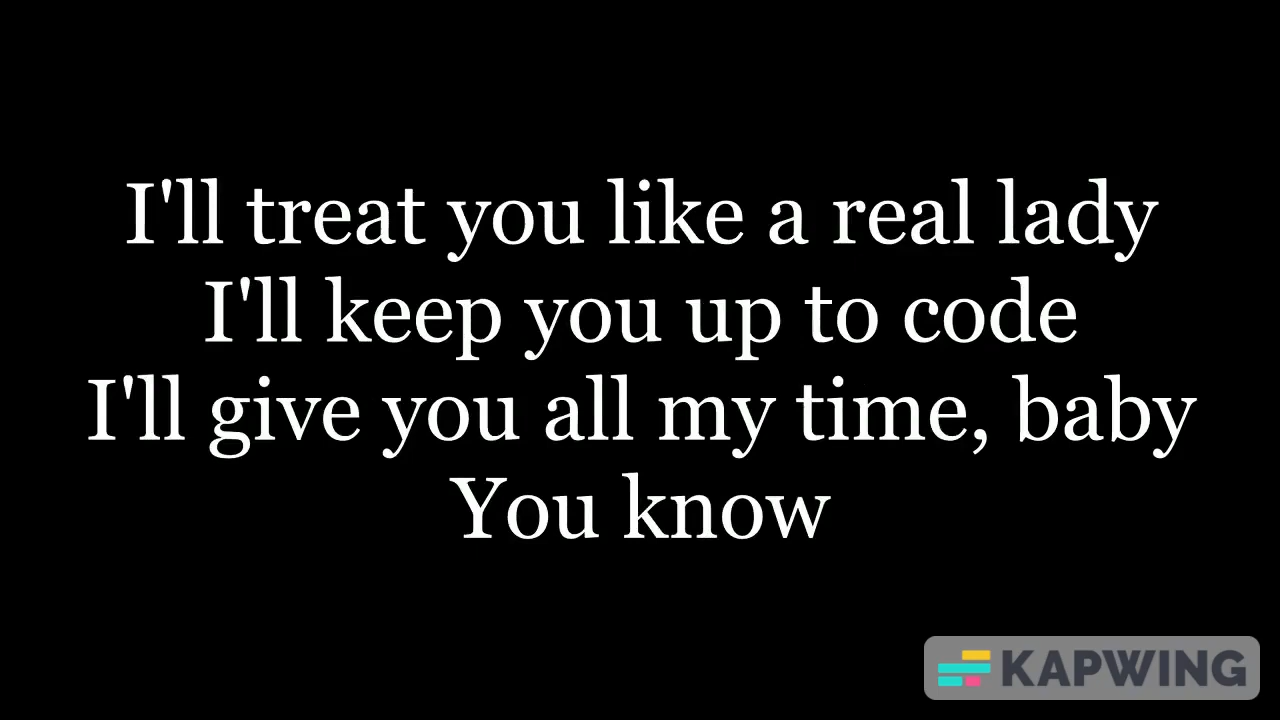 I'll treat you like a real lady
I'll keep you up to code
I'll give you all my time, baby
You know
KAPWING